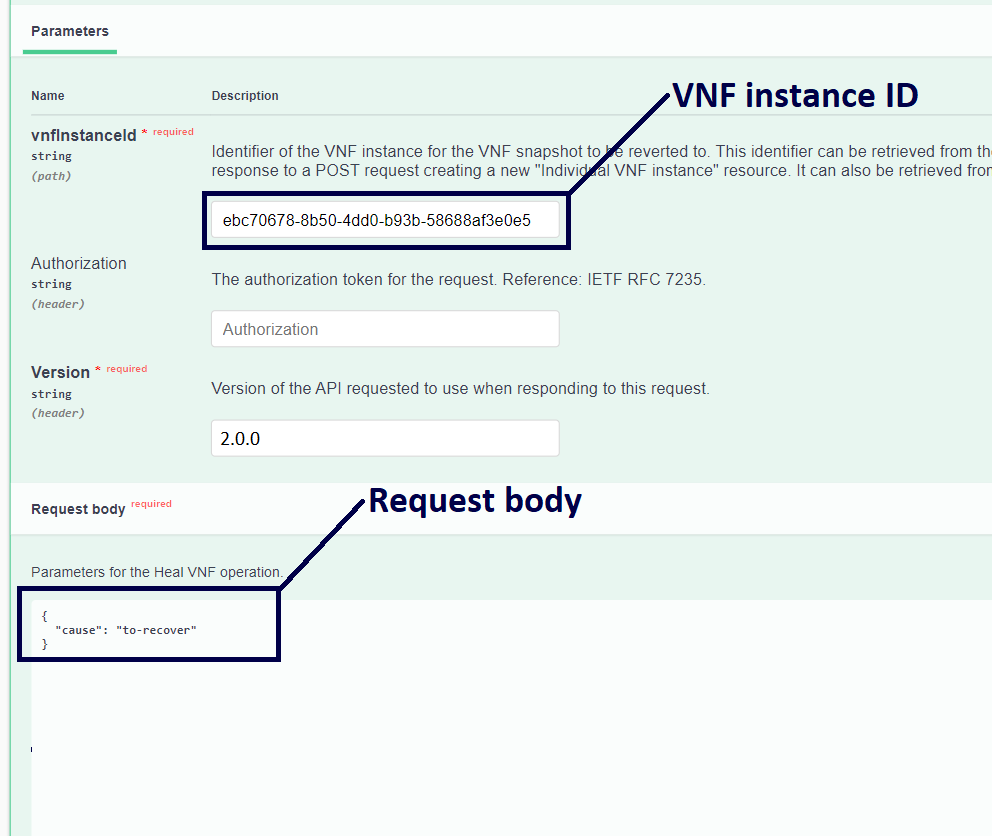 Parameters
VNF instance ID
Name Description
vnfInstanceId * required
string
(path)
Identifier of the VNF instance for the VNF snapshot to be reverted to. This identifier can be retrieved from the
response to a POST request creating a new "Individual VNF instance" resource. It can also be retrieved from
ebc70678-8b50-4dd0-b93b-58688af3e0e5
Authorization
string
(header)
The authorization token for the request. Reference: IETF RFC 7235.
Authorization
Version * required
string
(header)
Version of the API requested to use when responding to this request.
2.0.0
Request body
Request body required
Parameters for the Heal VNF operation.
{
"cause": "to-recover"
}